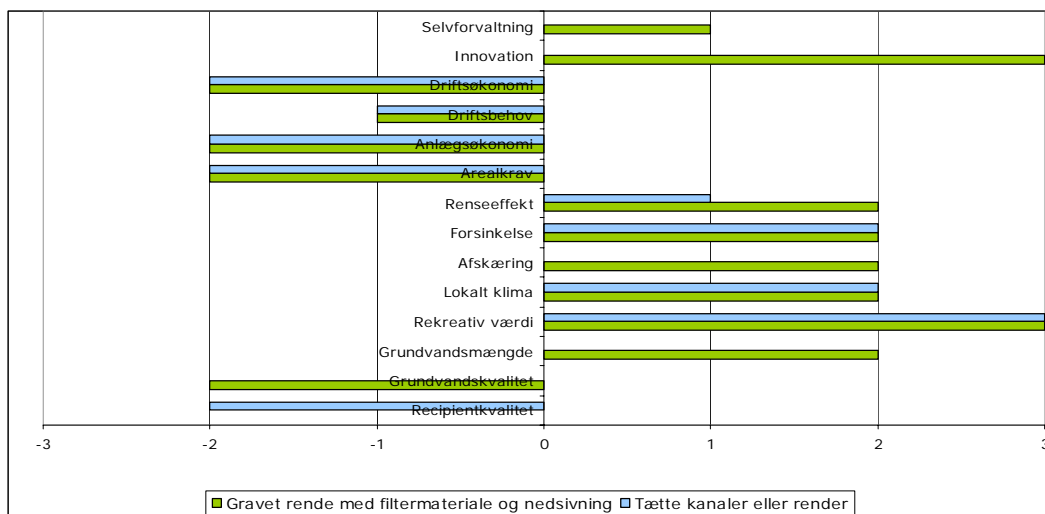 Selvforvaltning
Innovation
Driftsøkonomi
Driftsbehov
Anlægsøkonomi
Arealkrav
Renseeffekt
Forsinkelse
Afskæring
Lokalt klima
Rekreativ værdi
Grundvandsmængde
Grundvandskvalitet
Recipientkvalitet
-3 -2 -1 0 1 2 3
Gravet rende med filtermateriale og nedsivning Tætte kanaler eller render